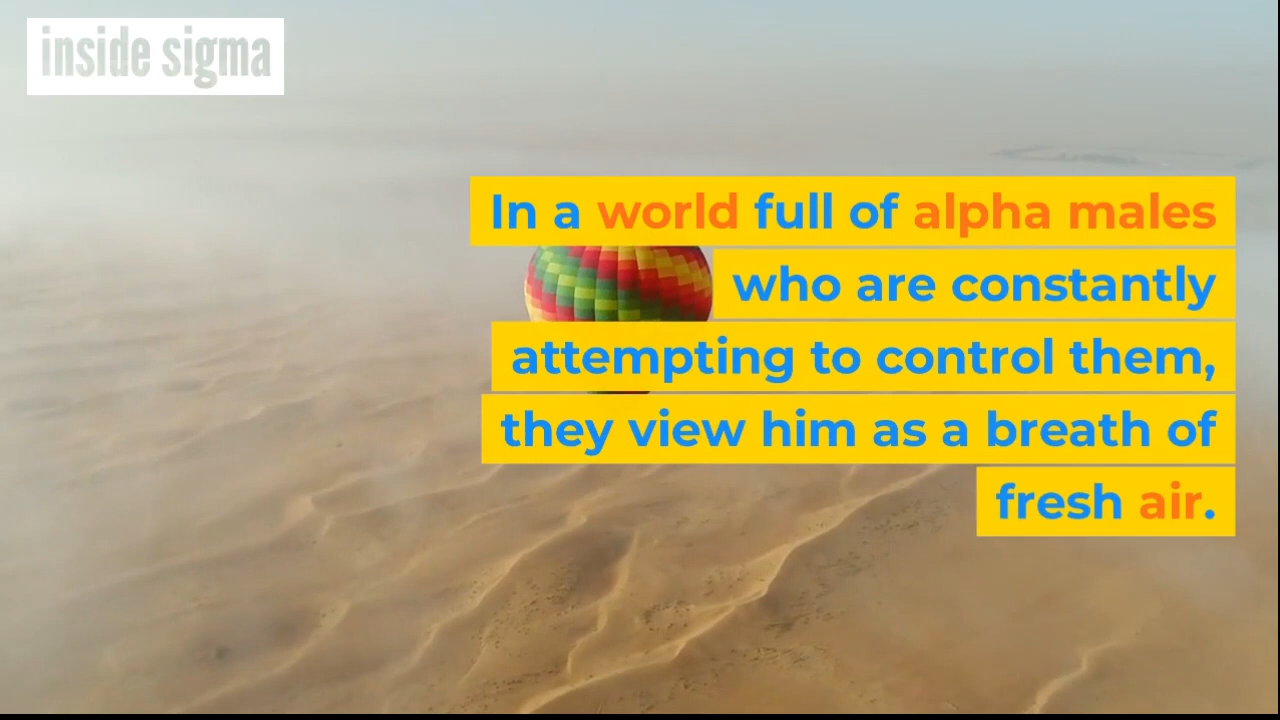 inside sigma
In a world full of alpha males
who are constantly
attempting to control them,
they view him as a breath of
fresh air.